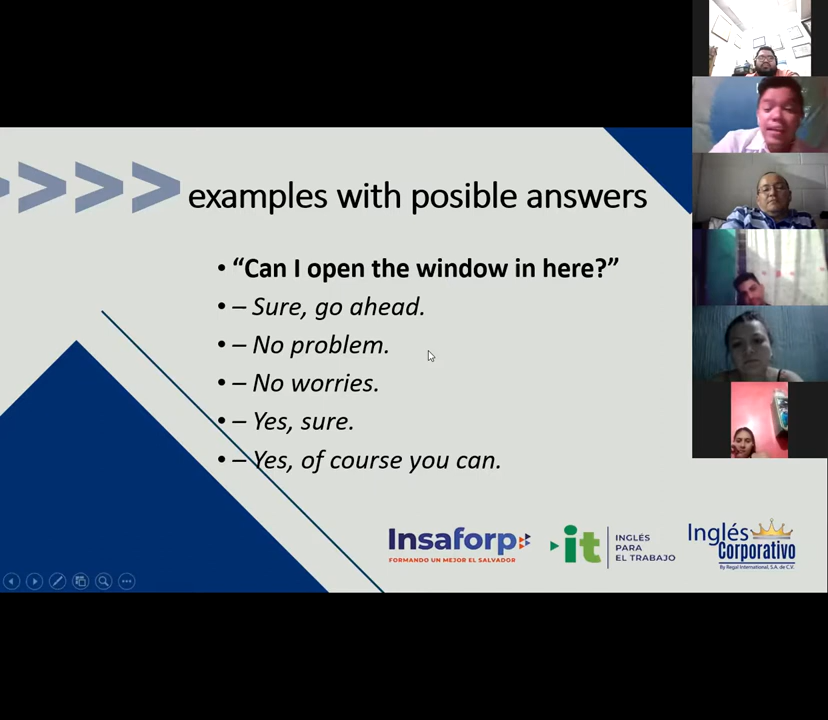 examples with posible answers
• “Can I open the window in here?”
• – Sure, go ahead.
• – No problem.
• – No worries.
• – Yes, sure.
• – Yes, of course you can.
Insaforp
FORMANDO UN MEJOR EL SALVADOR
it
INGLÉS
PARA
EL TRABAJO
Inglés
Corporativo
By Regal International, S.A. de C.V.